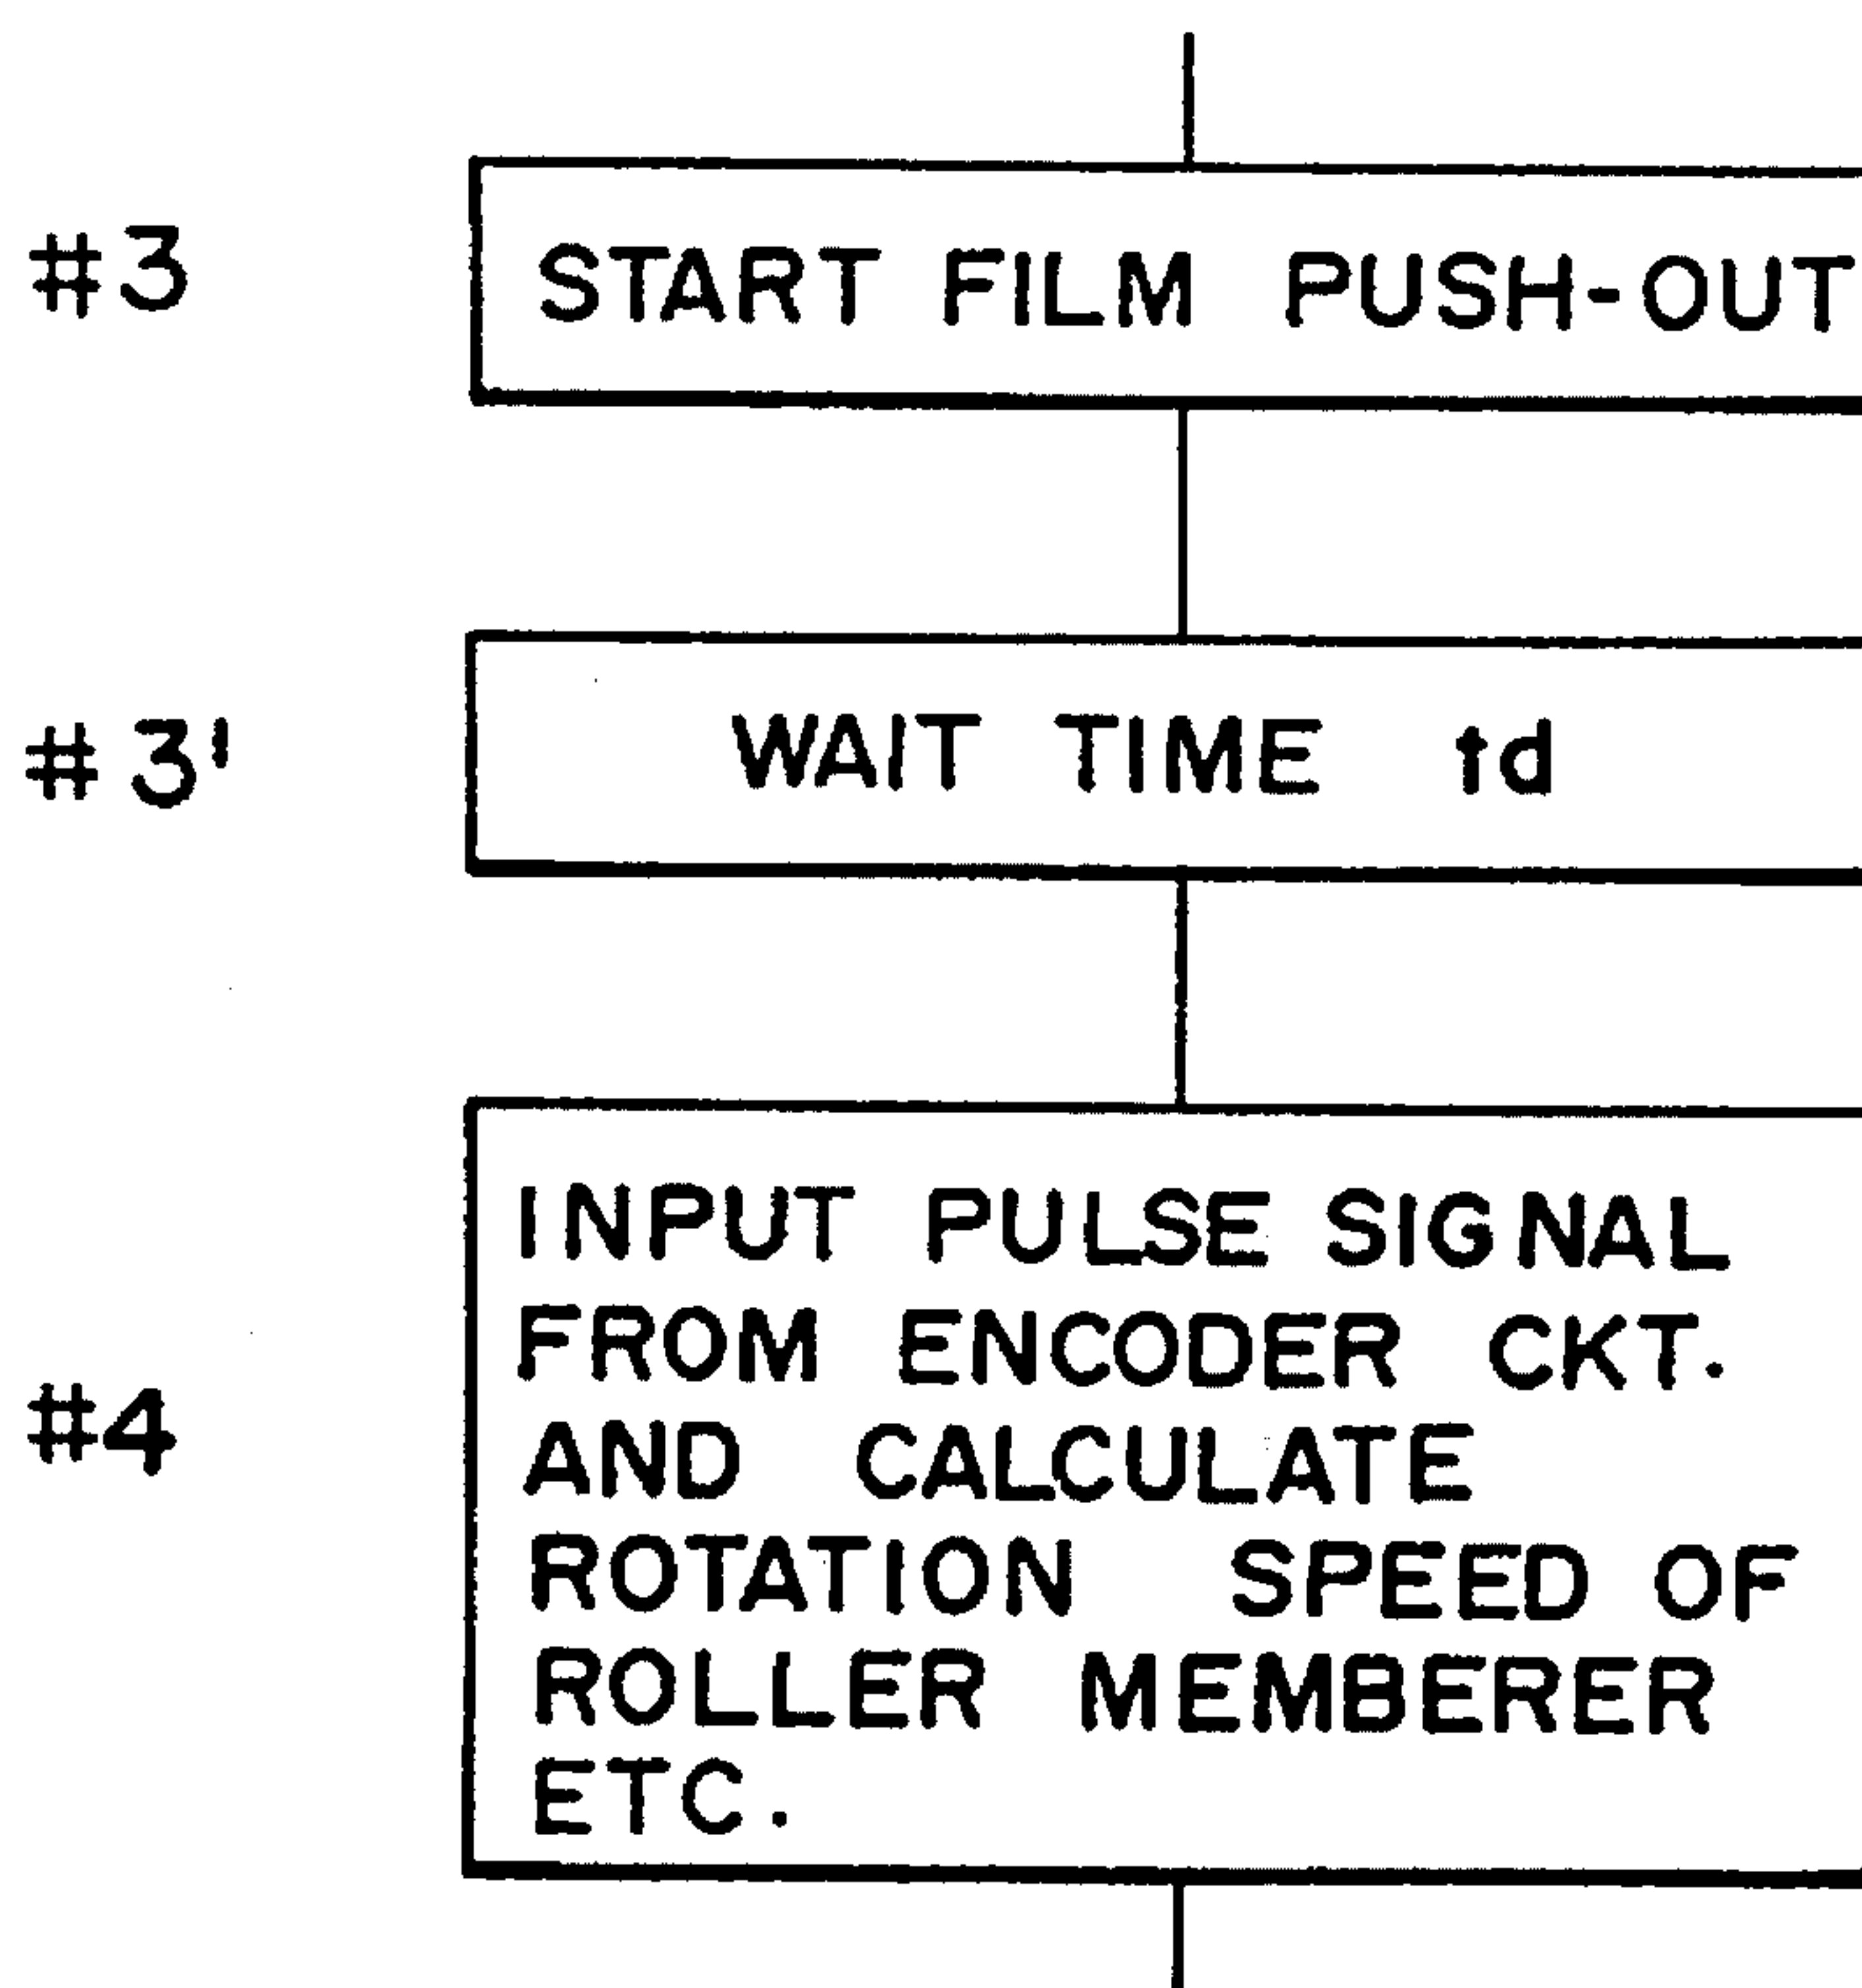 #3 START FILM PUSH-OUT
#3' WAIT TIME td
INPUT PULSE SIGNAL
FROM ENCODER CKT.
#4 AND CALCULATE
ROTATION SPEED OF
ROLLER MEMBERER
ETC.